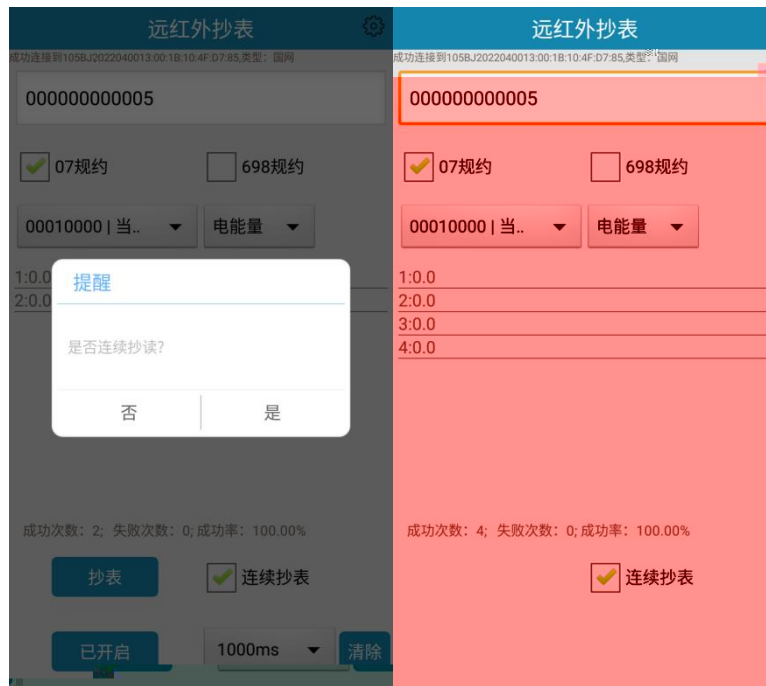 远红外抄表
成功连接到105BJ2022040013:00:1B:10:4F:D7:85,类型：国网
000000000005
07规约
698规约
00010000 | 当..
电能量
1:0.0
2:0.0
提醒
是否连续抄读?
否
是
成功次数：2; 失败次数：0; 成功率：100.00%
抄表
连续抄表
已开启
1000ms
清除
远红外抄表
成功连接到105BJ2022040013:00:1B:10:4F:D7:85,类型：国网
000000000005
07规约
698规约
00010000 | 当..
电能量
1:0.0
2:0.0
3:0.0
4:0.0
成功次数：4; 失败次数：0; 成功率：100.00%
连续抄表